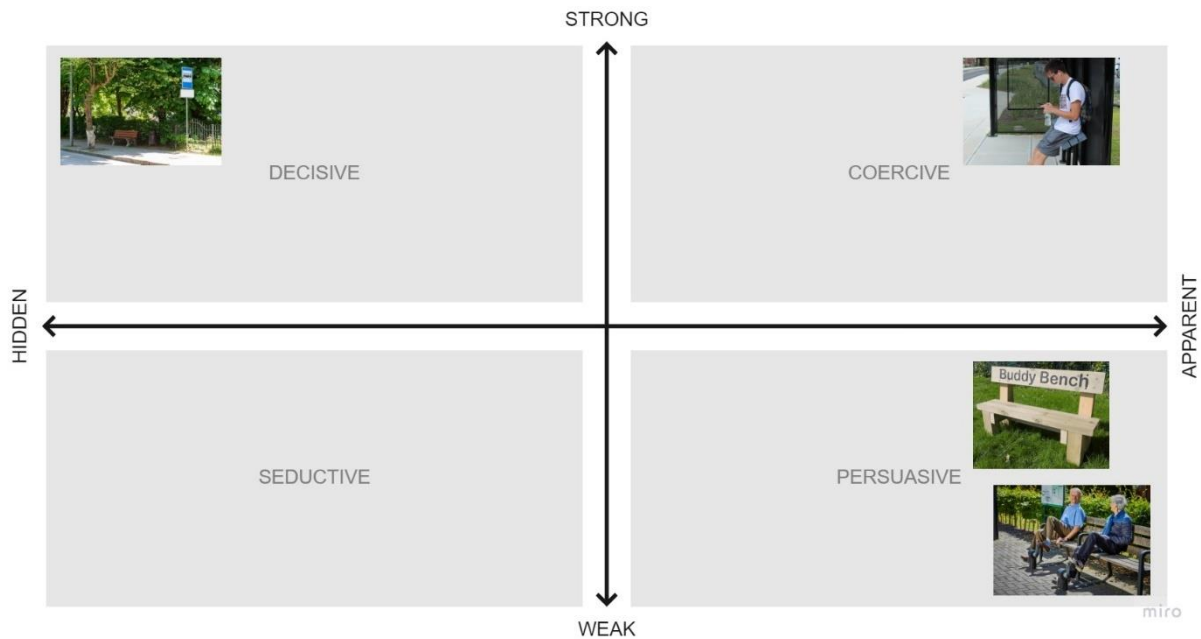 STRONG
DECISIVE
COERCIVE
HIDDEN
APPARENT
Buddy Bench
SEDUCTIVE
PERSUASIVE
miro
WEAK